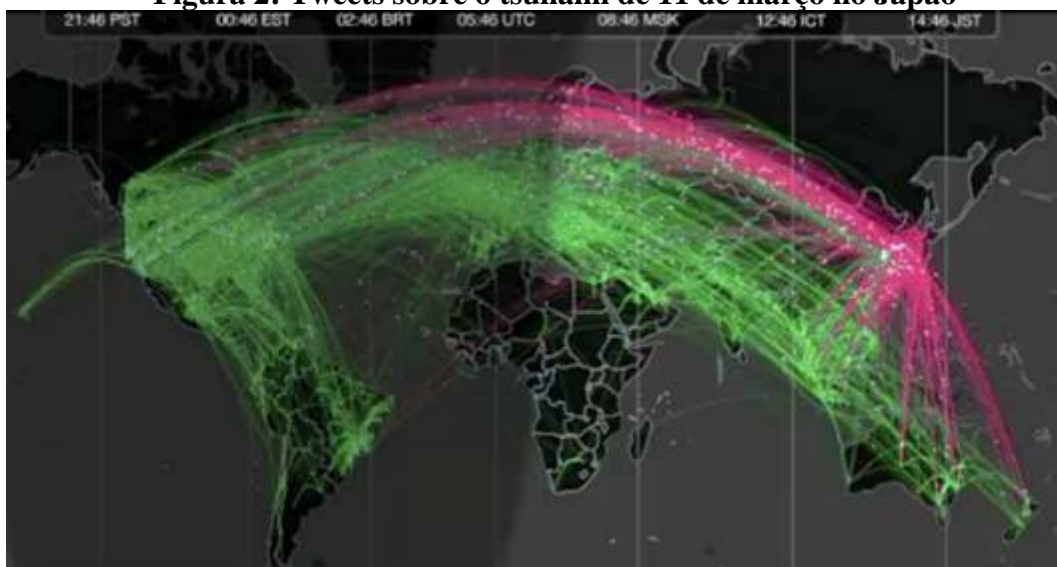 Figura 2: Tweets sobre o tsunami de 11 de março no Japão
21:46 PST 00:46 EST 02:46 BRT 05:46 UTC 08:46 MSK 12:46 ICT 14:46 JST